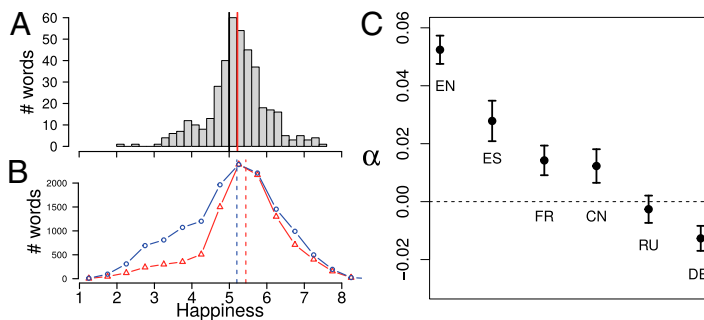 A
# words
60
50
40
30
20
10
0
B
# words
2000
1500
1000
500
0
1 2 3 4 5 6 7 8
Happiness
C
α
0.06
0.04
0.02
0.00
−0.02
EN
ES
FR
CN
RU
DE